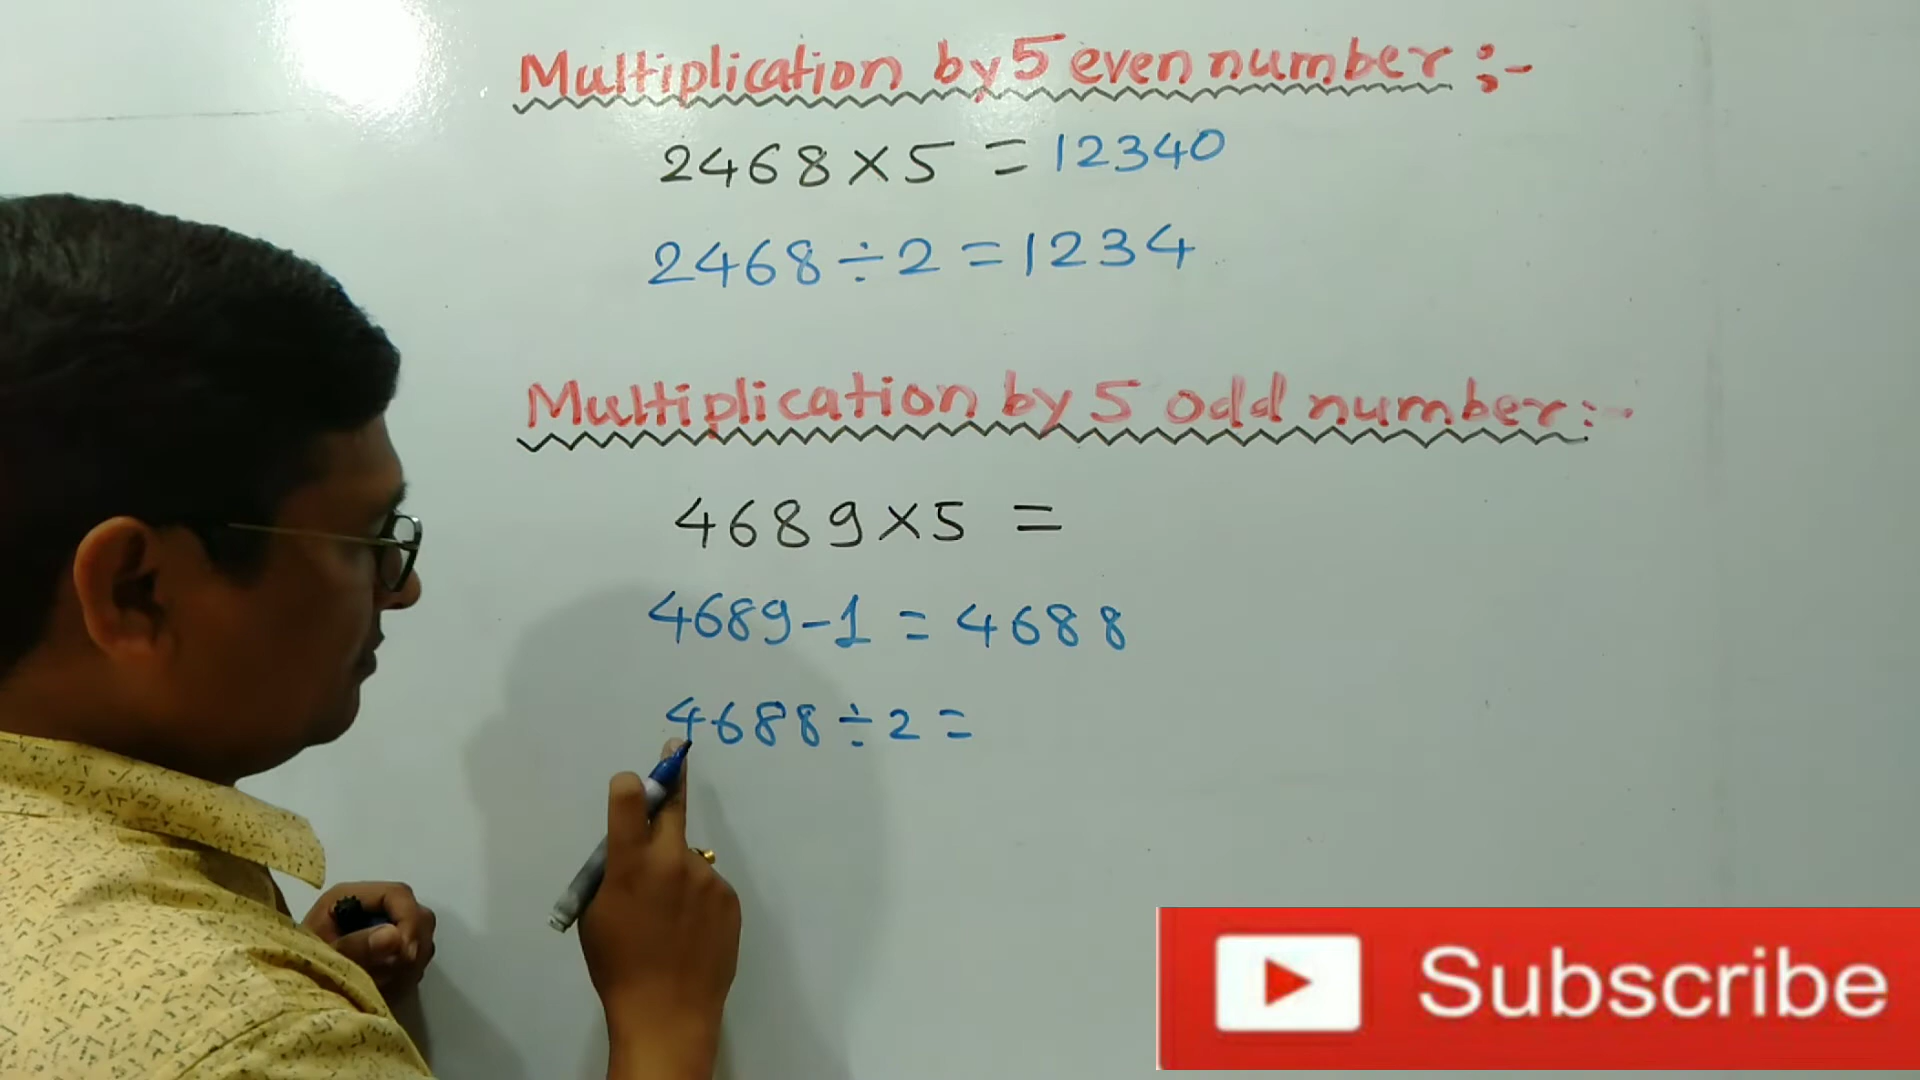 Multiplication by 5 even number :-
2468×5 = 12340
2468÷2 = 1234
Multiplication by 5 odd number:-
4689×5 =
4689-1 = 4688
4688÷2 =
Subscribe